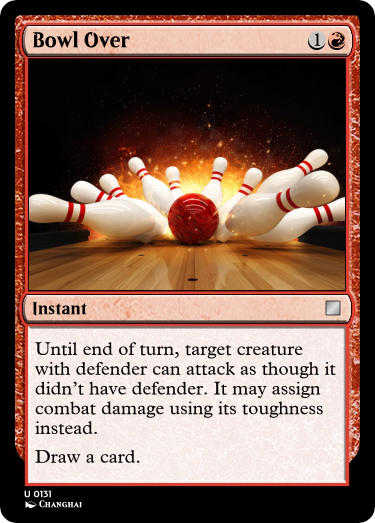 Bowl Over 1
Instant
Until end of turn, target creature
with defender can attack as though it
didn't have defender. It may assign
combat damage using its toughness
instead.
Draw a card.
U 0131
Changhai